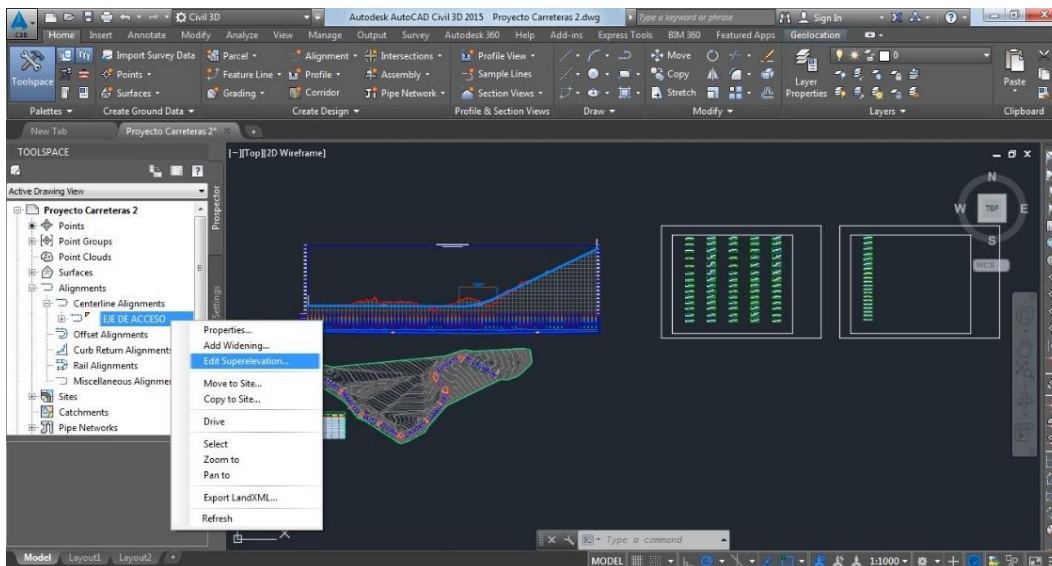 Civil 3D
Autodesk AutoCAD Civil 3D 2015 Proyecto Carreteras 2.dwg
Type a keyword or phrase
Sign In
C3D
Home Insert Annotate Modify Analyze View Manage Output Survey Autodesk 360 Help Add-ins Express Tools BIM 360 Featured Apps Geolocation
Toolspace
Import Survey Data
Points
Surfaces
Parcel
Feature Line
Grading
Alignment
Profile
Corridor
Intersections
Assembly
Pipe Network
Profile View
Sample Lines
Section Views
Move
Copy
Stretch
Layer
Properties
0
Paste
Palettes
Create Ground Data
Create Design
Profile & Section Views
Draw
Modify
Layers
Clipboard
New Tab
Proyecto Carreteras 2*
TOOLSPACE
Active Drawing View
Proyecto Carreteras 2
Points
Point Groups
Point Clouds
Surfaces
Alignments
Centerline Alignments
EJE DE ACCESO
Offset Alignments
Curb Return Alignments
Rail Alignments
Miscellaneous Alignme
Sites
Catchments
Pipe Networks
Prospector
Settings
Properties...
Add Widening...
Edit Superelevation...
Move to Site...
Copy to Site...
Drive
Select
Zoom to
Pan to
Export LandXML...
Refresh
[-][Top][2D Wireframe]
N
W
TOP
E
S
WCS
X
Type a command
Model Layout1 Layout2
MODEL
1:1000